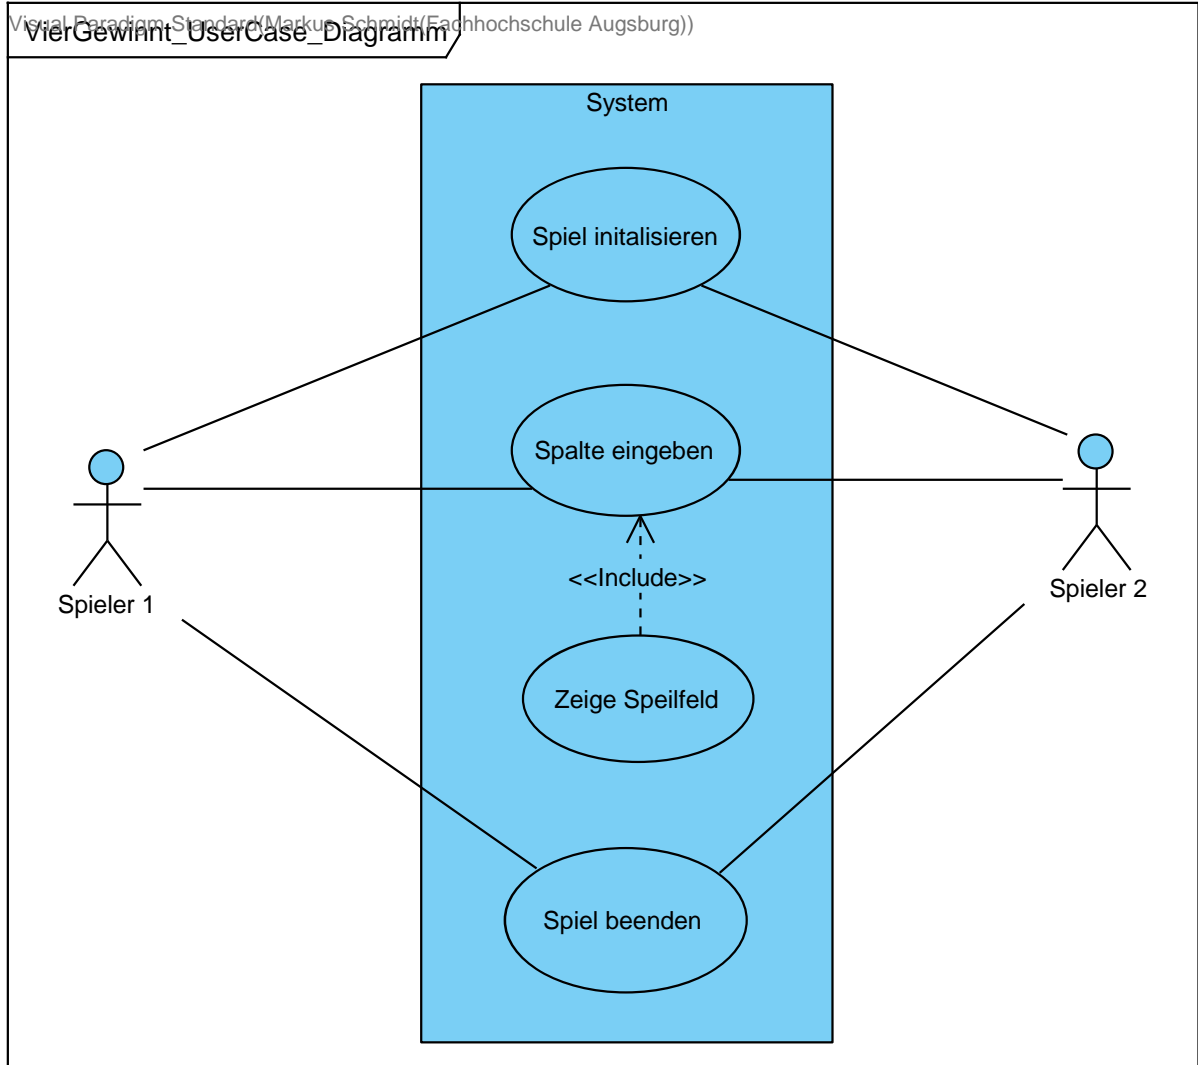 Visual Paradigm Standard(Markus Schmidt(Fachhochschule Augsburg))
VierGewinnt_UserCase_Diagramm
System
Spiel initalisieren
Spalte eingeben
<<Include>>
Spieler 1
Spieler 2
Zeige Speilfeld
Spiel beenden